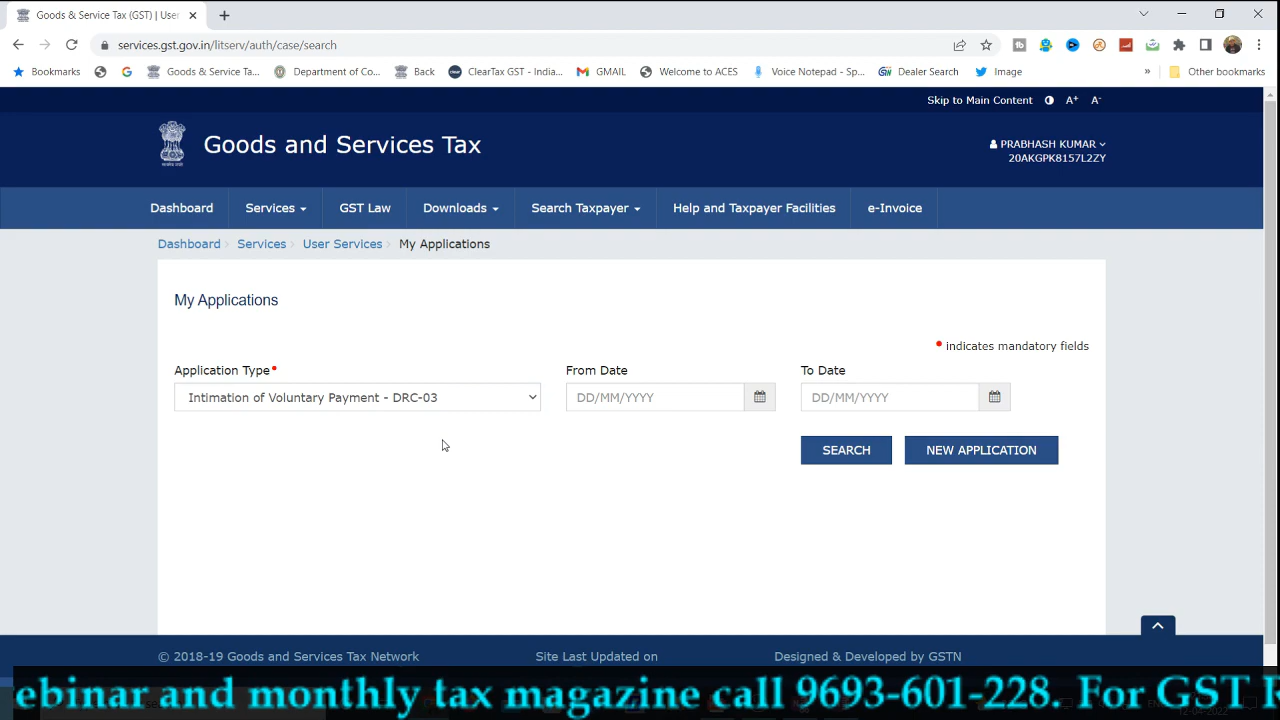 Goods & Service Tax (GST) | User
services.gst.gov.in/litserv/auth/case/search
Bookmarks
Goods & Service Ta...
Department of Co...
Back
ClearTax GST - India...
GMAIL
Welcome to ACES
Voice Notepad - Sp...
Dealer Search
Image
»
Other bookmarks
Skip to Main Content A+ A-
Goods and Services Tax
PRABHASH KUMAR
20AKGPK8157L2ZY
Dashboard Services GST Law Downloads Search Taxpayer Help and Taxpayer Facilities e-Invoice
Dashboard Services User Services My Applications
My Applications
• indicates mandatory fields
Application Type• From Date To Date
Intimation of Voluntary Payment - DRC-03 DD/MM/YYYY DD/MM/YYYY
SEARCH NEW APPLICATION
© 2018-19 Goods and Services Tax Network Site Last Updated on Designed & Developed by GSTN
ebinar and monthly tax magazine call 9693-601-228. For GST
12-04-2022